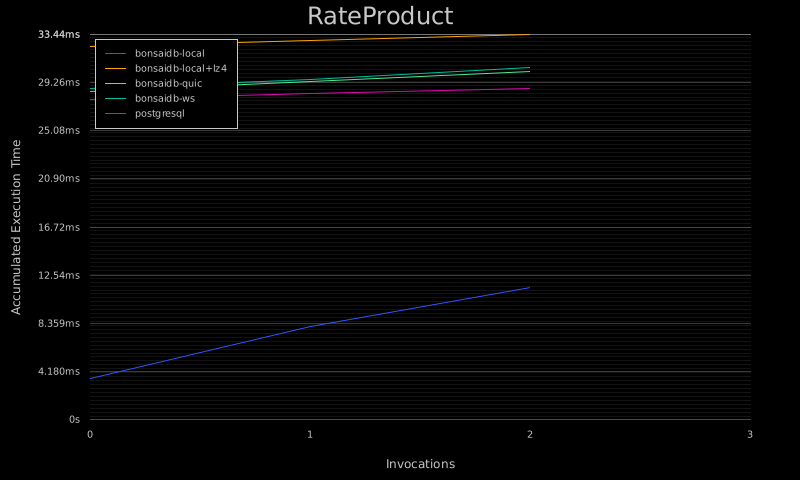 RateProduct
33.44ms
29.26ms
25.08ms
20.90ms
16.72ms
12.54ms
8.359ms
4.180ms
0s
Accumulated Execution Time
bonsaidb-local
bonsaidb-local+lz4
bonsaidb-quic
bonsaidb-ws
postgresql
0 1 2 3
Invocations